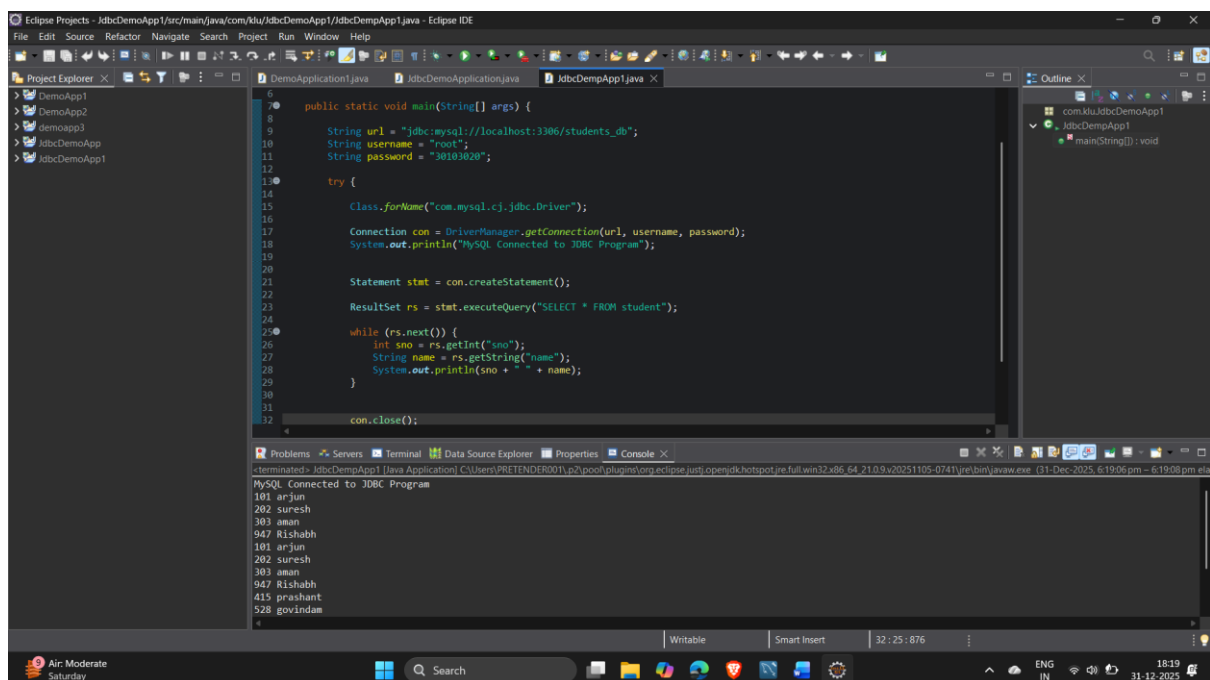 Eclipse Projects - JdbcDemoApp1/src/main/java/com/klu/JdbcDemoApp1/JdbcDempApp1.java - Eclipse IDE
File Edit Source Refactor Navigate Search Project Run Window Help
Project Explorer
DemoApplication1.java JdbcDemoApplication.java JdbcDempApp1.java
Outline
DemoApp1
DemoApp2
demoapp3
JdbcDemoApp
JdbcDemoApp1
6
7 public static void main(String[] args) {
8
9 String url = "jdbc:mysql://localhost:3306/students_db";
10 String username = "root";
11 String password = "30103020";
12
13 try {
14
15 Class.forName("com.mysql.cj.jdbc.Driver");
16
17 Connection con = DriverManager.getConnection(url, username, password);
18 System.out.println("MySQL Connected to JDBC Program");
19
20
21 Statement stmt = con.createStatement();
22
23 ResultSet rs = stmt.executeQuery("SELECT * FROM student");
24
25 while (rs.next()) {
26 int sno = rs.getInt("sno");
27 String name = rs.getString("name");
28 System.out.println(sno + " " + name);
29 }
30
31
32 con.close();
com.klu.JdbcDemoApp1
JdbcDempApp1
main(String[]) : void
Problems Servers Terminal Data Source Explorer Properties Console
<terminated> JdbcDempApp1 [Java Application] C:\Users\PRETENDER001\.p2\pool\plugins\org.eclipse.justj.openjdk.hotspot.jre.full.win32.x86_64_21.0.9.v20251105-0741\jre\bin\javaw.exe (31-Dec-2025, 6:19:06 pm – 6:19:08 pm ela
MySQL Connected to JDBC Program
101 arjun
202 suresh
303 aman
947 Rishabh
101 arjun
202 suresh
303 aman
947 Rishabh
415 prashant
528 govindam
Writable Smart Insert 32 : 25 : 876
9
Air: Moderate
Saturday
Search
ENG
IN
18:19
31-12-2025